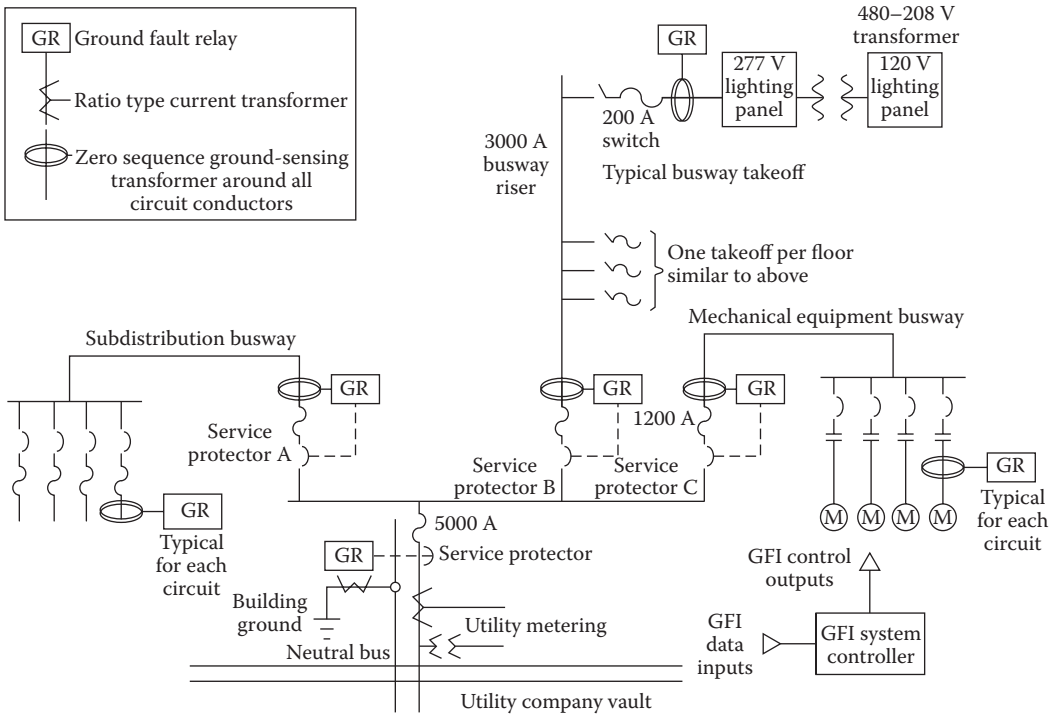 GR Ground fault relay
Ratio type current transformer
Zero sequence ground-sensing
transformer around all
circuit conductors
GR
480–208 V
transformer
277 V
lighting
panel
120 V
lighting
panel
200 A
switch
3000 A
busway
riser
Typical busway takeoff
One takeoff per floor
similar to above
Subdistribution busway
Mechanical equipment busway
GR
GR
GR
1200 A
Service
protector A
Service
protector B
Service
protector C
GR
Typical
for each
circuit
GR
Typical
for each
circuit
M
M
M
M
5000 A
GR
Service protector
Building
ground
Utility metering
Neutral bus
Utility company vault
GFI control
outputs
GFI
data
inputs
GFI system
controller